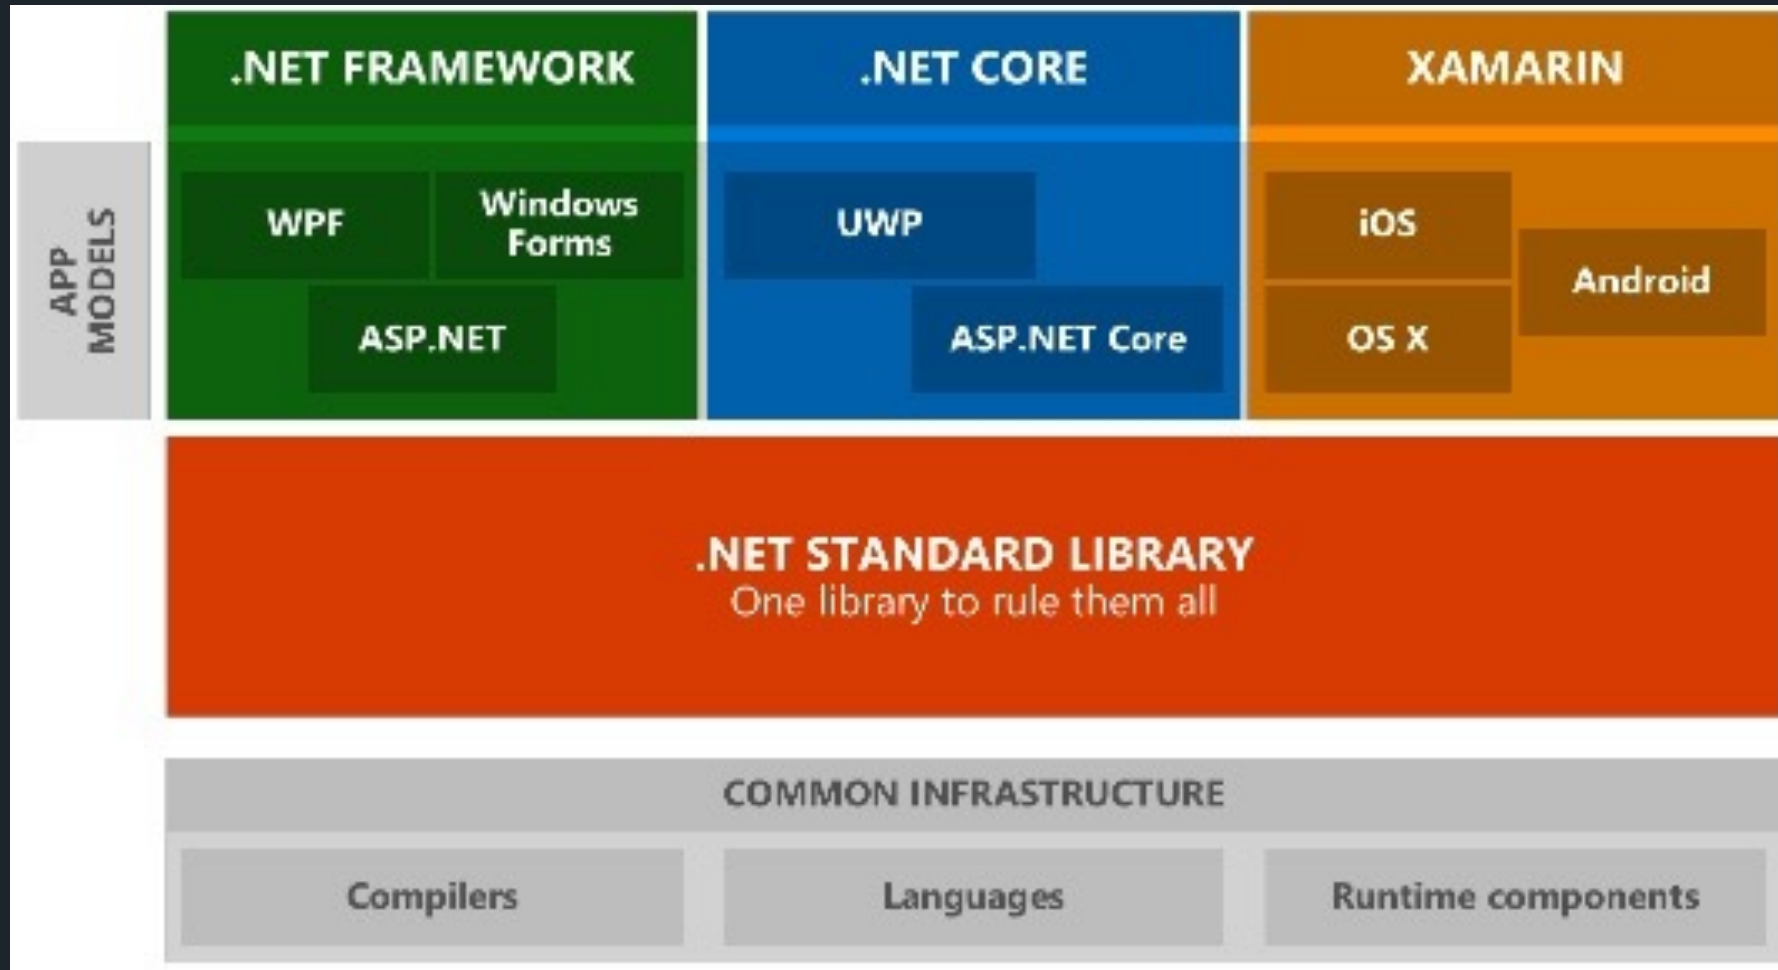 .NET FRAMEWORK
.NET CORE
XAMARIN
APP
MODELS
WPF
Windows
Forms
ASP.NET
UWP
ASP.NET Core
iOS
OS X
Android
.NET STANDARD LIBRARY
One library to rule them all
COMMON INFRASTRUCTURE
Compilers
Languages
Runtime components